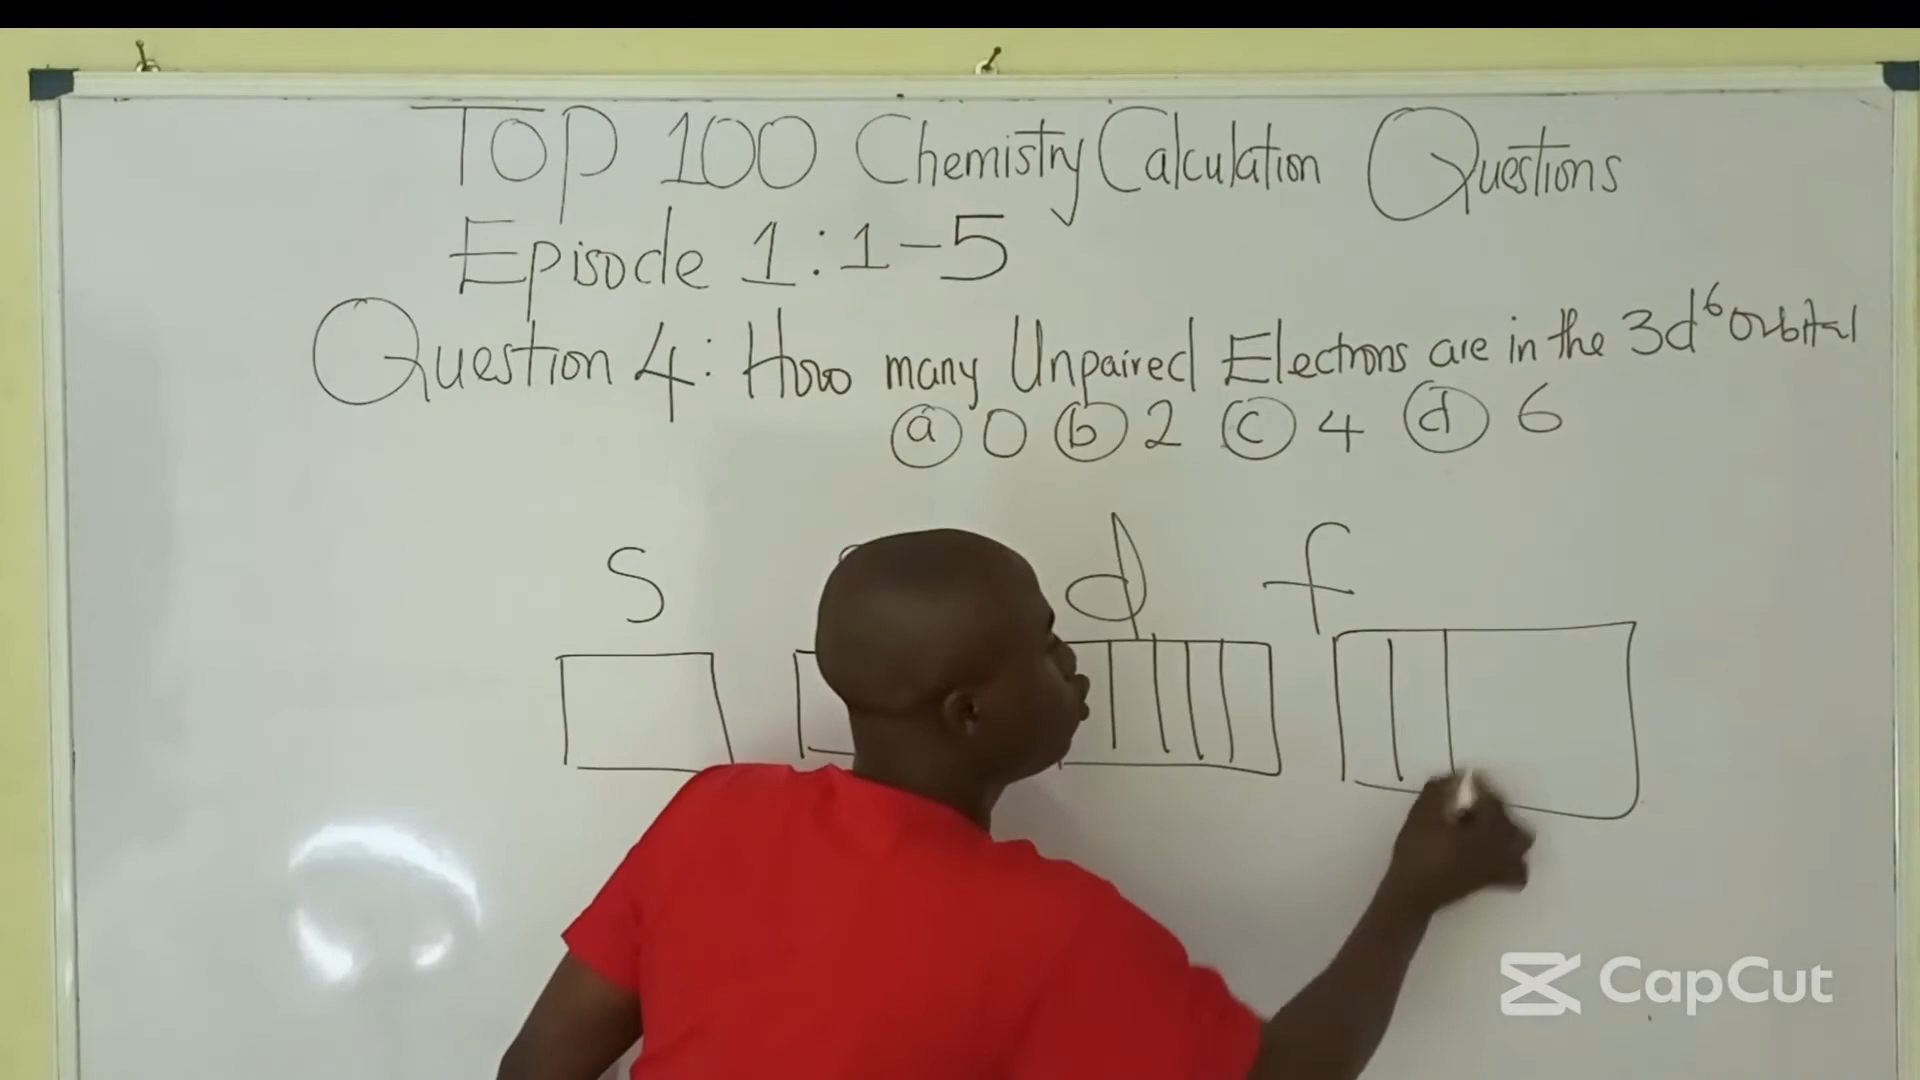 TOP 100 Chemistry Calculation Questions
Episode 1:1-5
Question 4: How many Unpaired Electrons are in the 3d⁶ orbital
ⓐ 0 ⓑ 2 ⓒ 4 ⓓ 6
s d f
CapCut